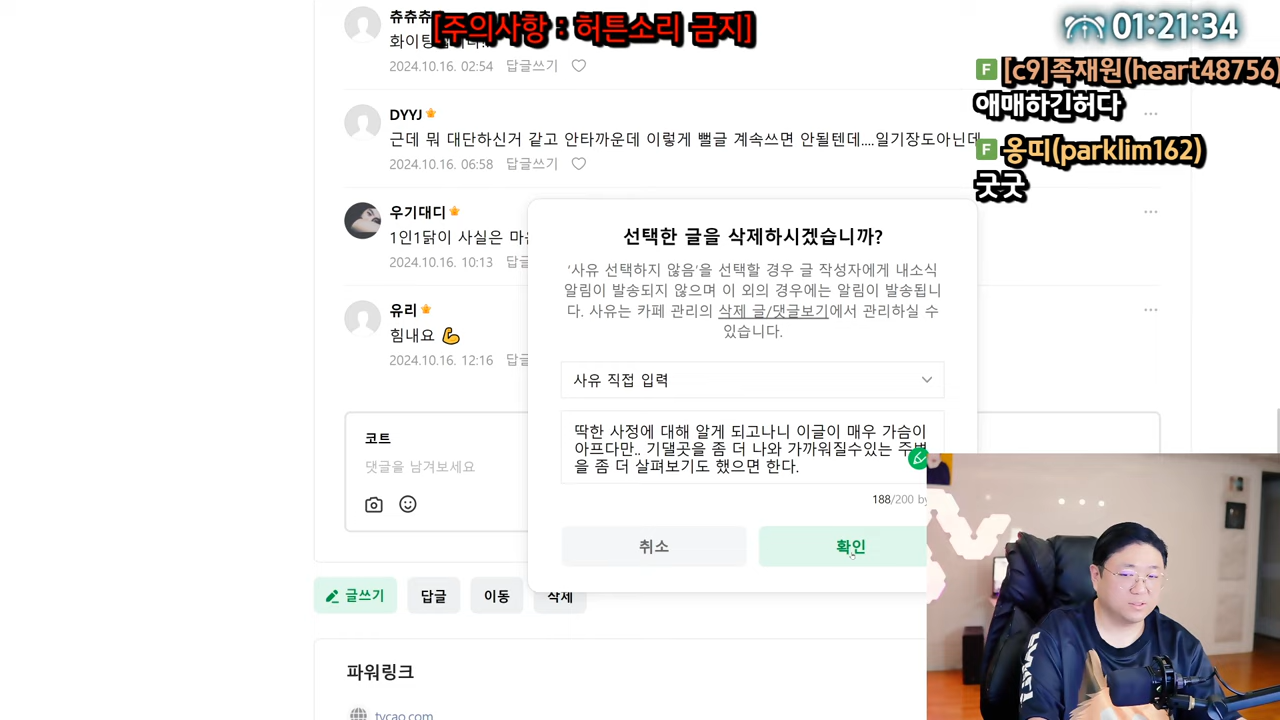 [주의사항 : 허튼소리 금지]
01:21:34
츄츄츄
2024.10.16. 02:54 답글쓰기
F [c9]족재원(heart48756)
애매하긴허다
F 옹띠(parklim162)
굿굿
DYYJ
근데 뭐 대단하신거 같고 안타까운데 이렇게 뻘글 계속쓰면 안될텐데....일기장도아닌데
2024.10.16. 06:58 답글쓰기
우기대디
1인1닭이 사실은
2024.10.16. 10:13
유리
힘내요 💪
2024.10.16. 12:16
선택한 글을 삭제하시겠습니까?
‘사유 선택하지 않음’을 선택할 경우 글 작성자에게 내소식
알림이 발송되지 않으며 이 외의 경우에는 알림이 발송됩니
다. 사유는 카페 관리의 삭제 글/댓글보기에서 관리하실 수
있습니다.
사유 직접 입력
딱한 사정에 대해 알게 되고나니 이글이 매우 가슴이
아프다만.. 기댈곳을 좀 더 나와 가까워질수있는 주변
을 좀 더 살펴보기도 했으면 한다.
188/200 by
취소
확인
코트
댓글을 남겨보세요
글쓰기
답글
이동
삭제
파워링크
tycao.com